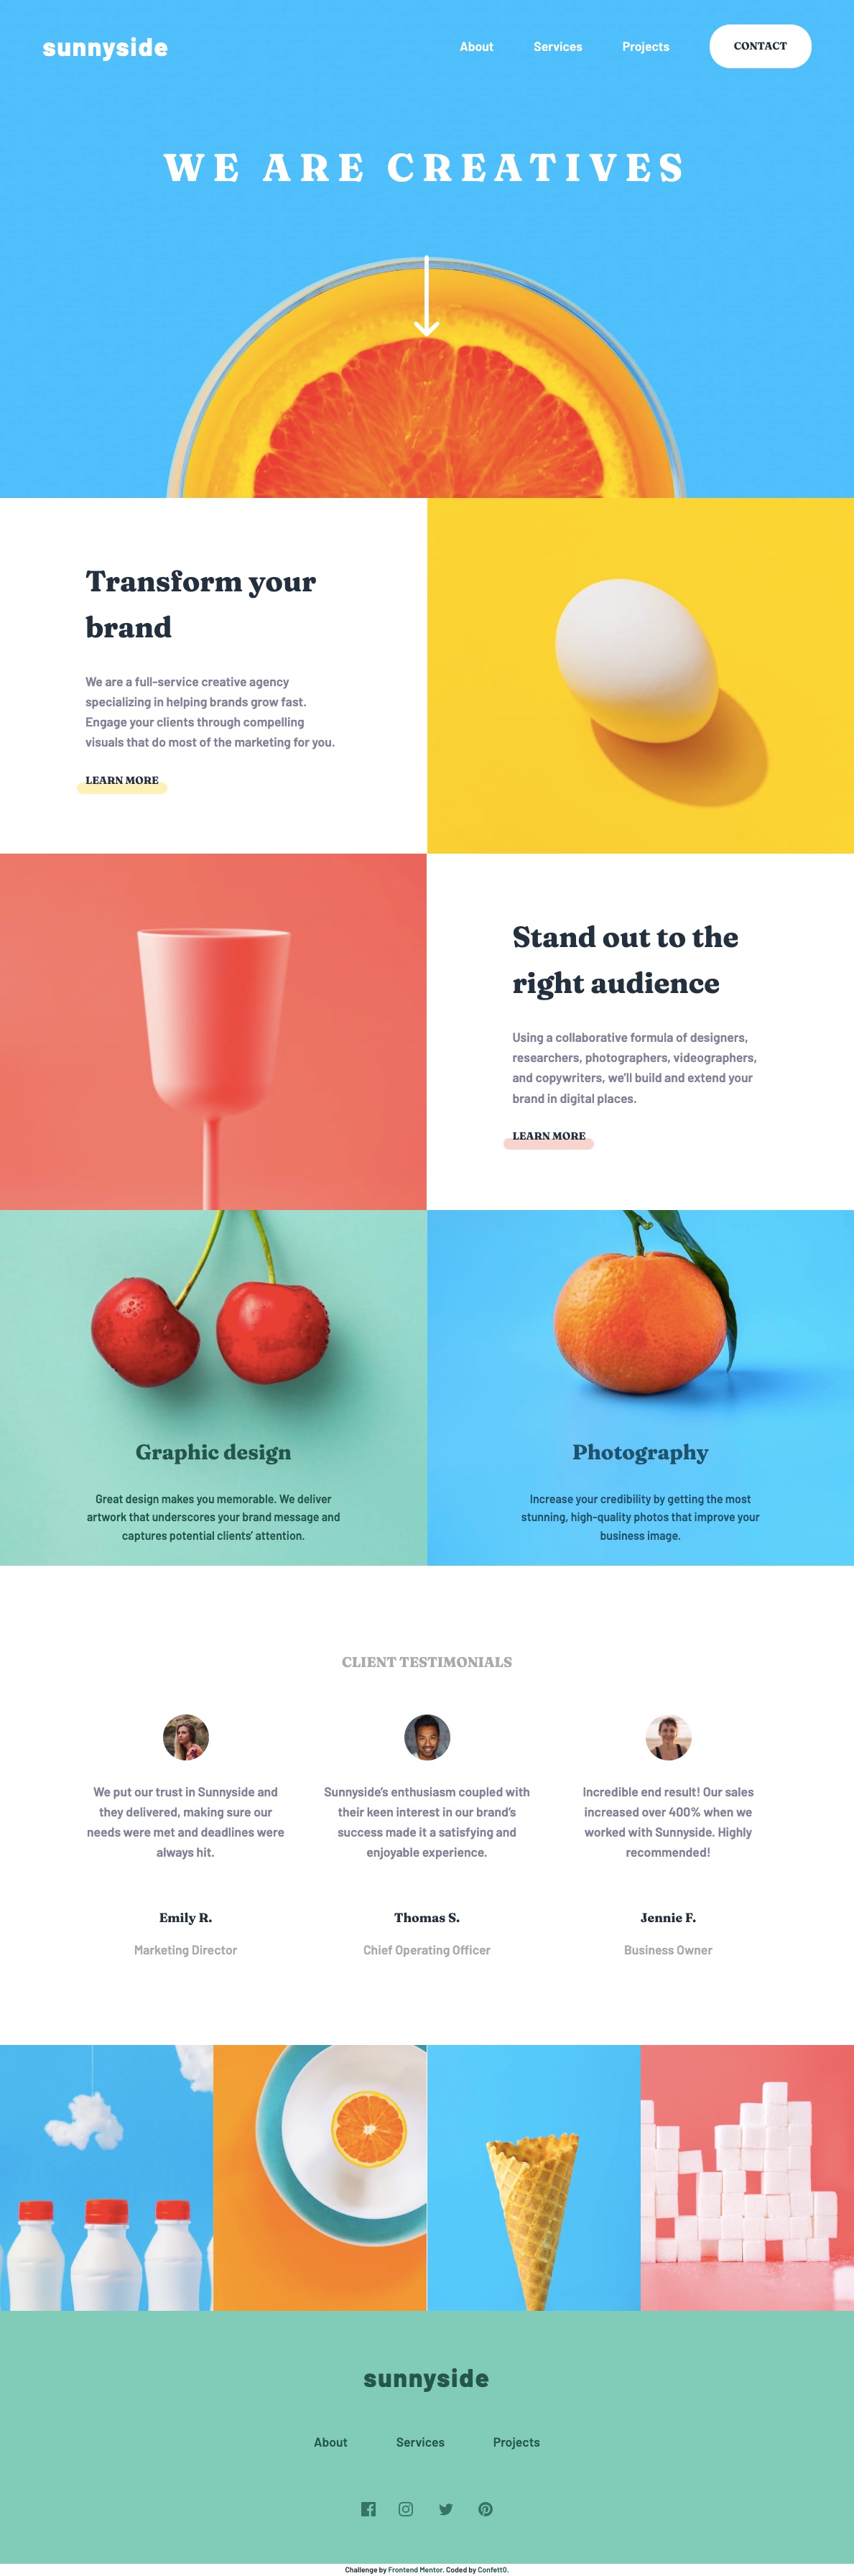 sunnyside
About Services Projects CONTACT
WE ARE CREATIVES
Transform your
brand
We are a full-service creative agency
specializing in helping brands grow fast.
Engage your clients through compelling
visuals that do most of the marketing for you.
LEARN MORE
Stand out to the
right audience
Using a collaborative formula of designers,
researchers, photographers, videographers,
and copywriters, we’ll build and extend your
brand in digital places.
LEARN MORE
Graphic design
Great design makes you memorable. We deliver
artwork that underscores your brand message and
captures potential clients’ attention.
Photography
Increase your credibility by getting the most
stunning, high-quality photos that improve your
business image.
CLIENT TESTIMONIALS
We put our trust in Sunnyside and
they delivered, making sure our
needs were met and deadlines were
always hit.
Emily R.
Marketing Director
Sunnyside’s enthusiasm coupled with
their keen interest in our brand’s
success made it a satisfying and
enjoyable experience.
Thomas S.
Chief Operating Officer
Incredible end result! Our sales
increased over 400% when we
worked with Sunnyside. Highly
recommended!
Jennie F.
Business Owner
sunnyside
About Services Projects
Challenge by Frontend Mentor. Coded by Confett0.